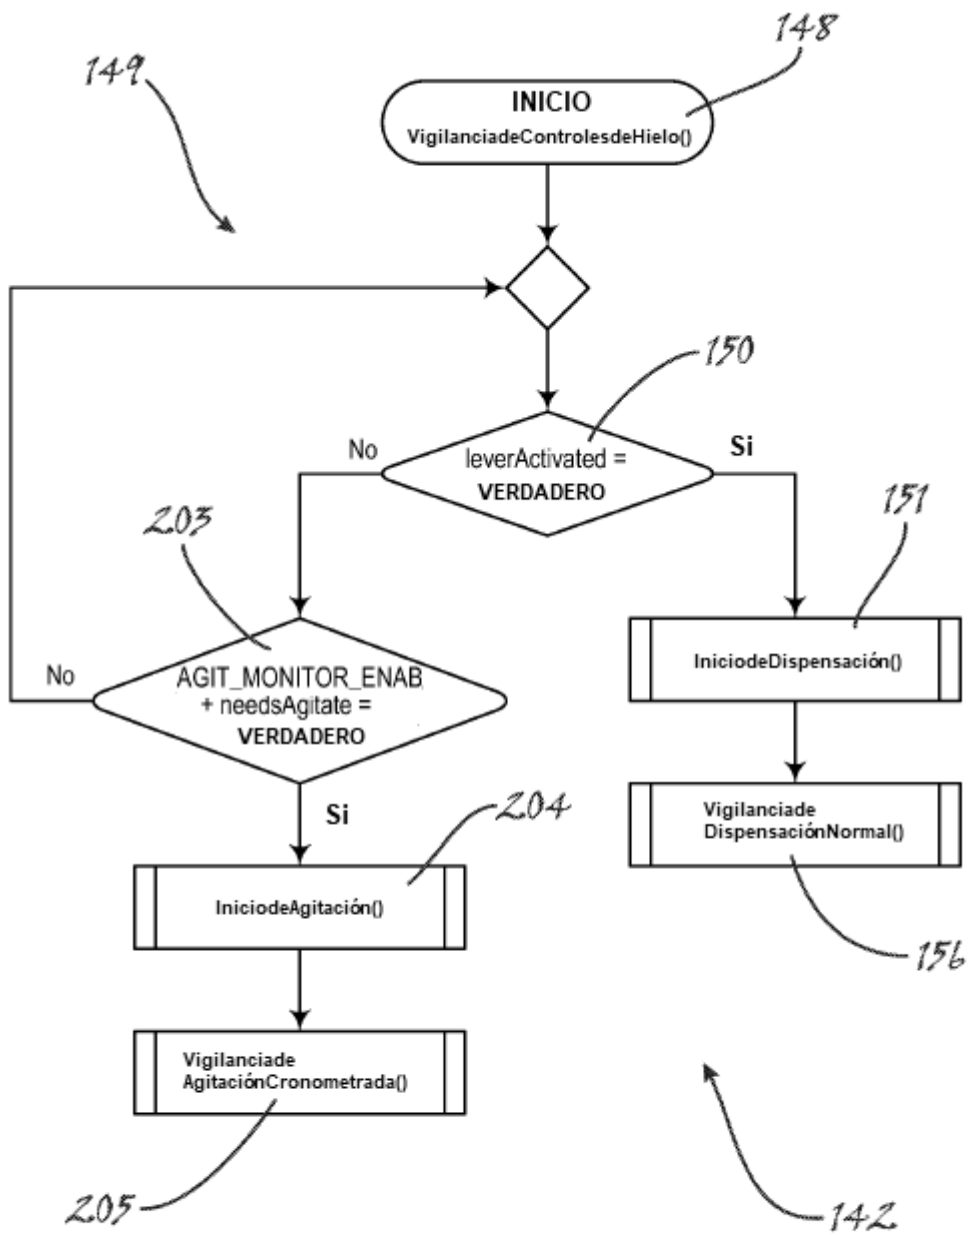 148
149
INICIO
VigilanciadeControlesdeHielo()
150
No
Si
leverActivated =
VERDADERO
151
203
IniciodeDispensación()
No
AGIT_MONITOR_ENAB
+ needsAgitate =
VERDADERO
Si
204
Vigilanciade
DispensaciónNormal()
IniciodeAgitación()
156
Vigilanciade
AgitaciónCronometrada()
205
142